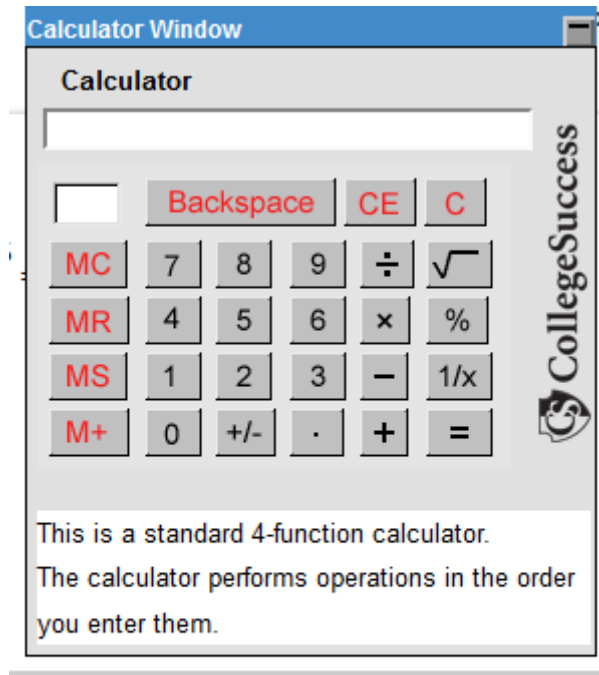 Calculator Window
Calculator
Backspace CE C
MC 7 8 9 ÷ √
MR 4 5 6 × %
MS 1 2 3 − 1/x
M+ 0 +/- . + =
CS CollegeSuccess
This is a standard 4-function calculator.
The calculator performs operations in the order
you enter them.